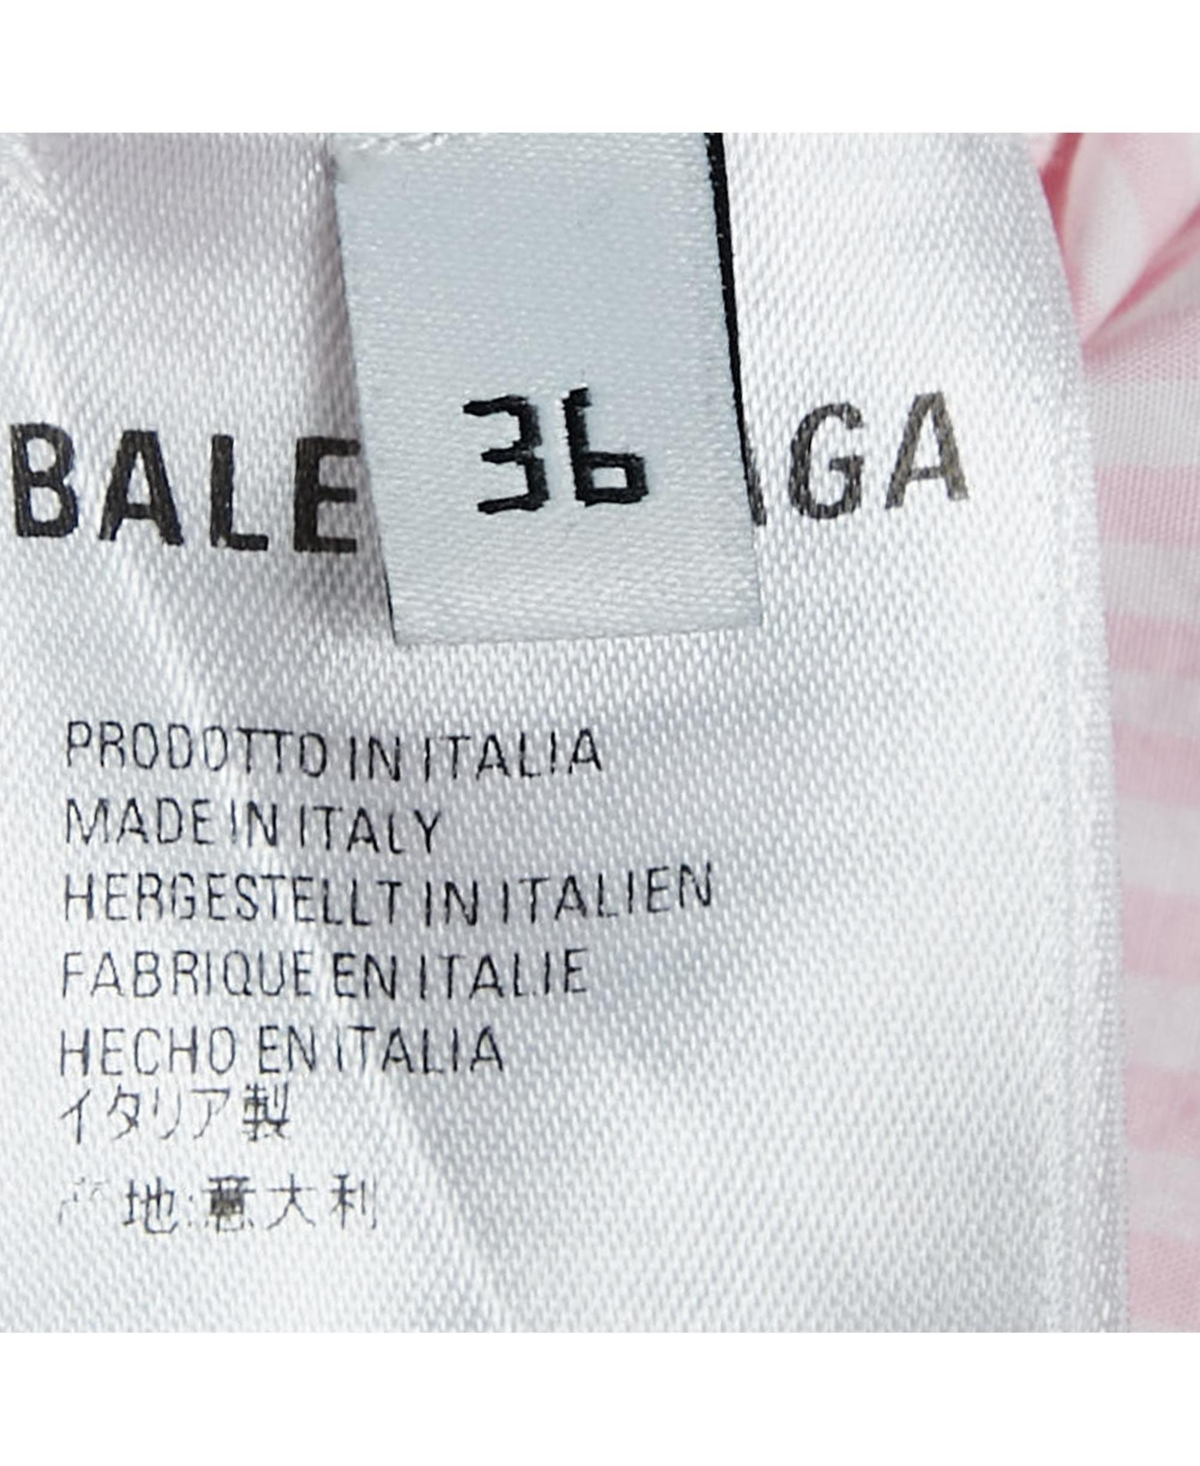 36
BALE GA
PRODOTTO IN ITALIA
MADE IN ITALY
HERGESTELLT IN ITALIEN
FABRIQUE EN ITALIE
HECHO EN ITALIA
イタリア製
地:意大利